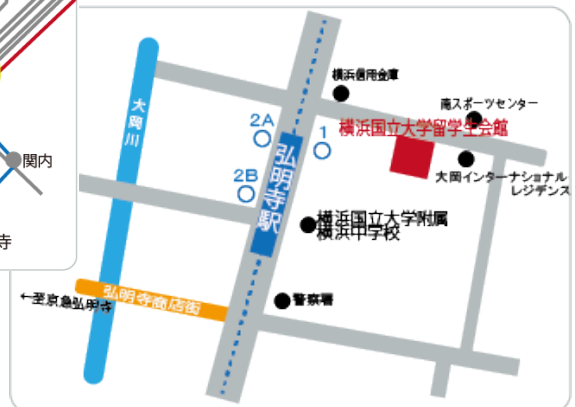 関内
寺
横浜信用金庫
南スポーツセンター
大岡川
2A
1
横浜国立大学留学生会館
弘明寺駅
大岡インターナショナル
レジデンス
2B
横浜国立大学附属
横浜中学校
←至京急弘明寺
弘明寺商店街
警察署